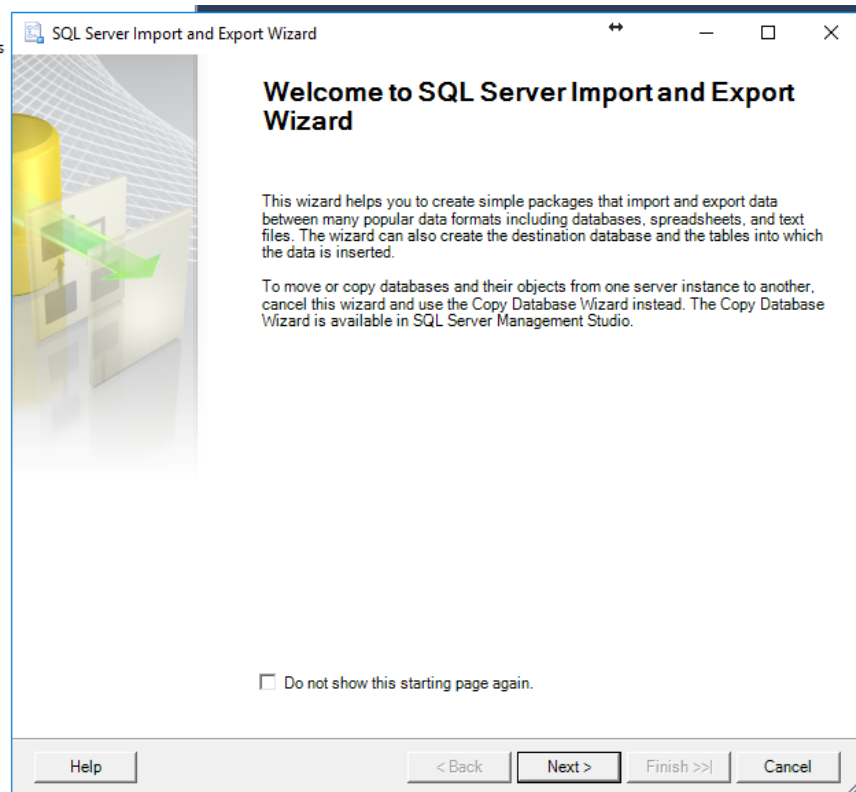 SQL Server Import and Export Wizard
s
Welcome to SQL Server Import and Export
Wizard
This wizard helps you to create simple packages that import and export data
between many popular data formats including databases, spreadsheets, and text
files. The wizard can also create the destination database and the tables into which
the data is inserted.
To move or copy databases and their objects from one server instance to another,
cancel this wizard and use the Copy Database Wizard instead. The Copy Database
Wizard is available in SQL Server Management Studio.
Do not show this starting page again.
Help
< Back
Next >
Finish >>|
Cancel